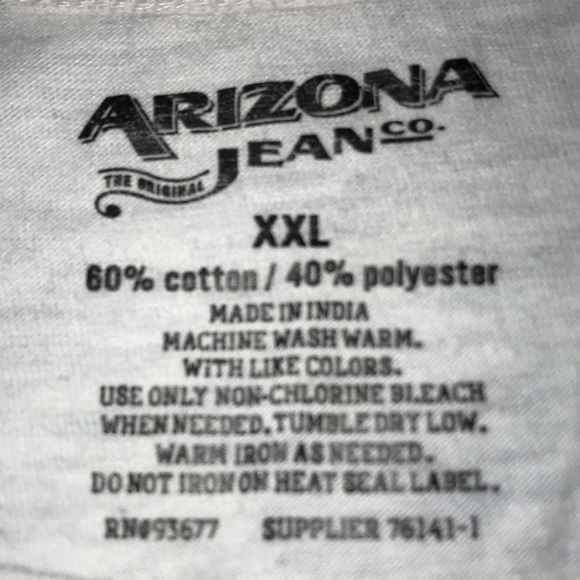 ARIZONA
JEAN CO.
THE ORIGINAL
XXL
60% cotton / 40% polyester
MADE IN INDIA
MACHINE WASH WARM.
WITH LIKE COLORS.
USE ONLY NON-CHLORINE BLEACH
WHEN NEEDED. TUMBLE DRY LOW.
WARM IRON AS NEEDED.
DO NOT IRON ON HEAT SEAL LABEL.
RN#93677 SUPPLIER 76141-1